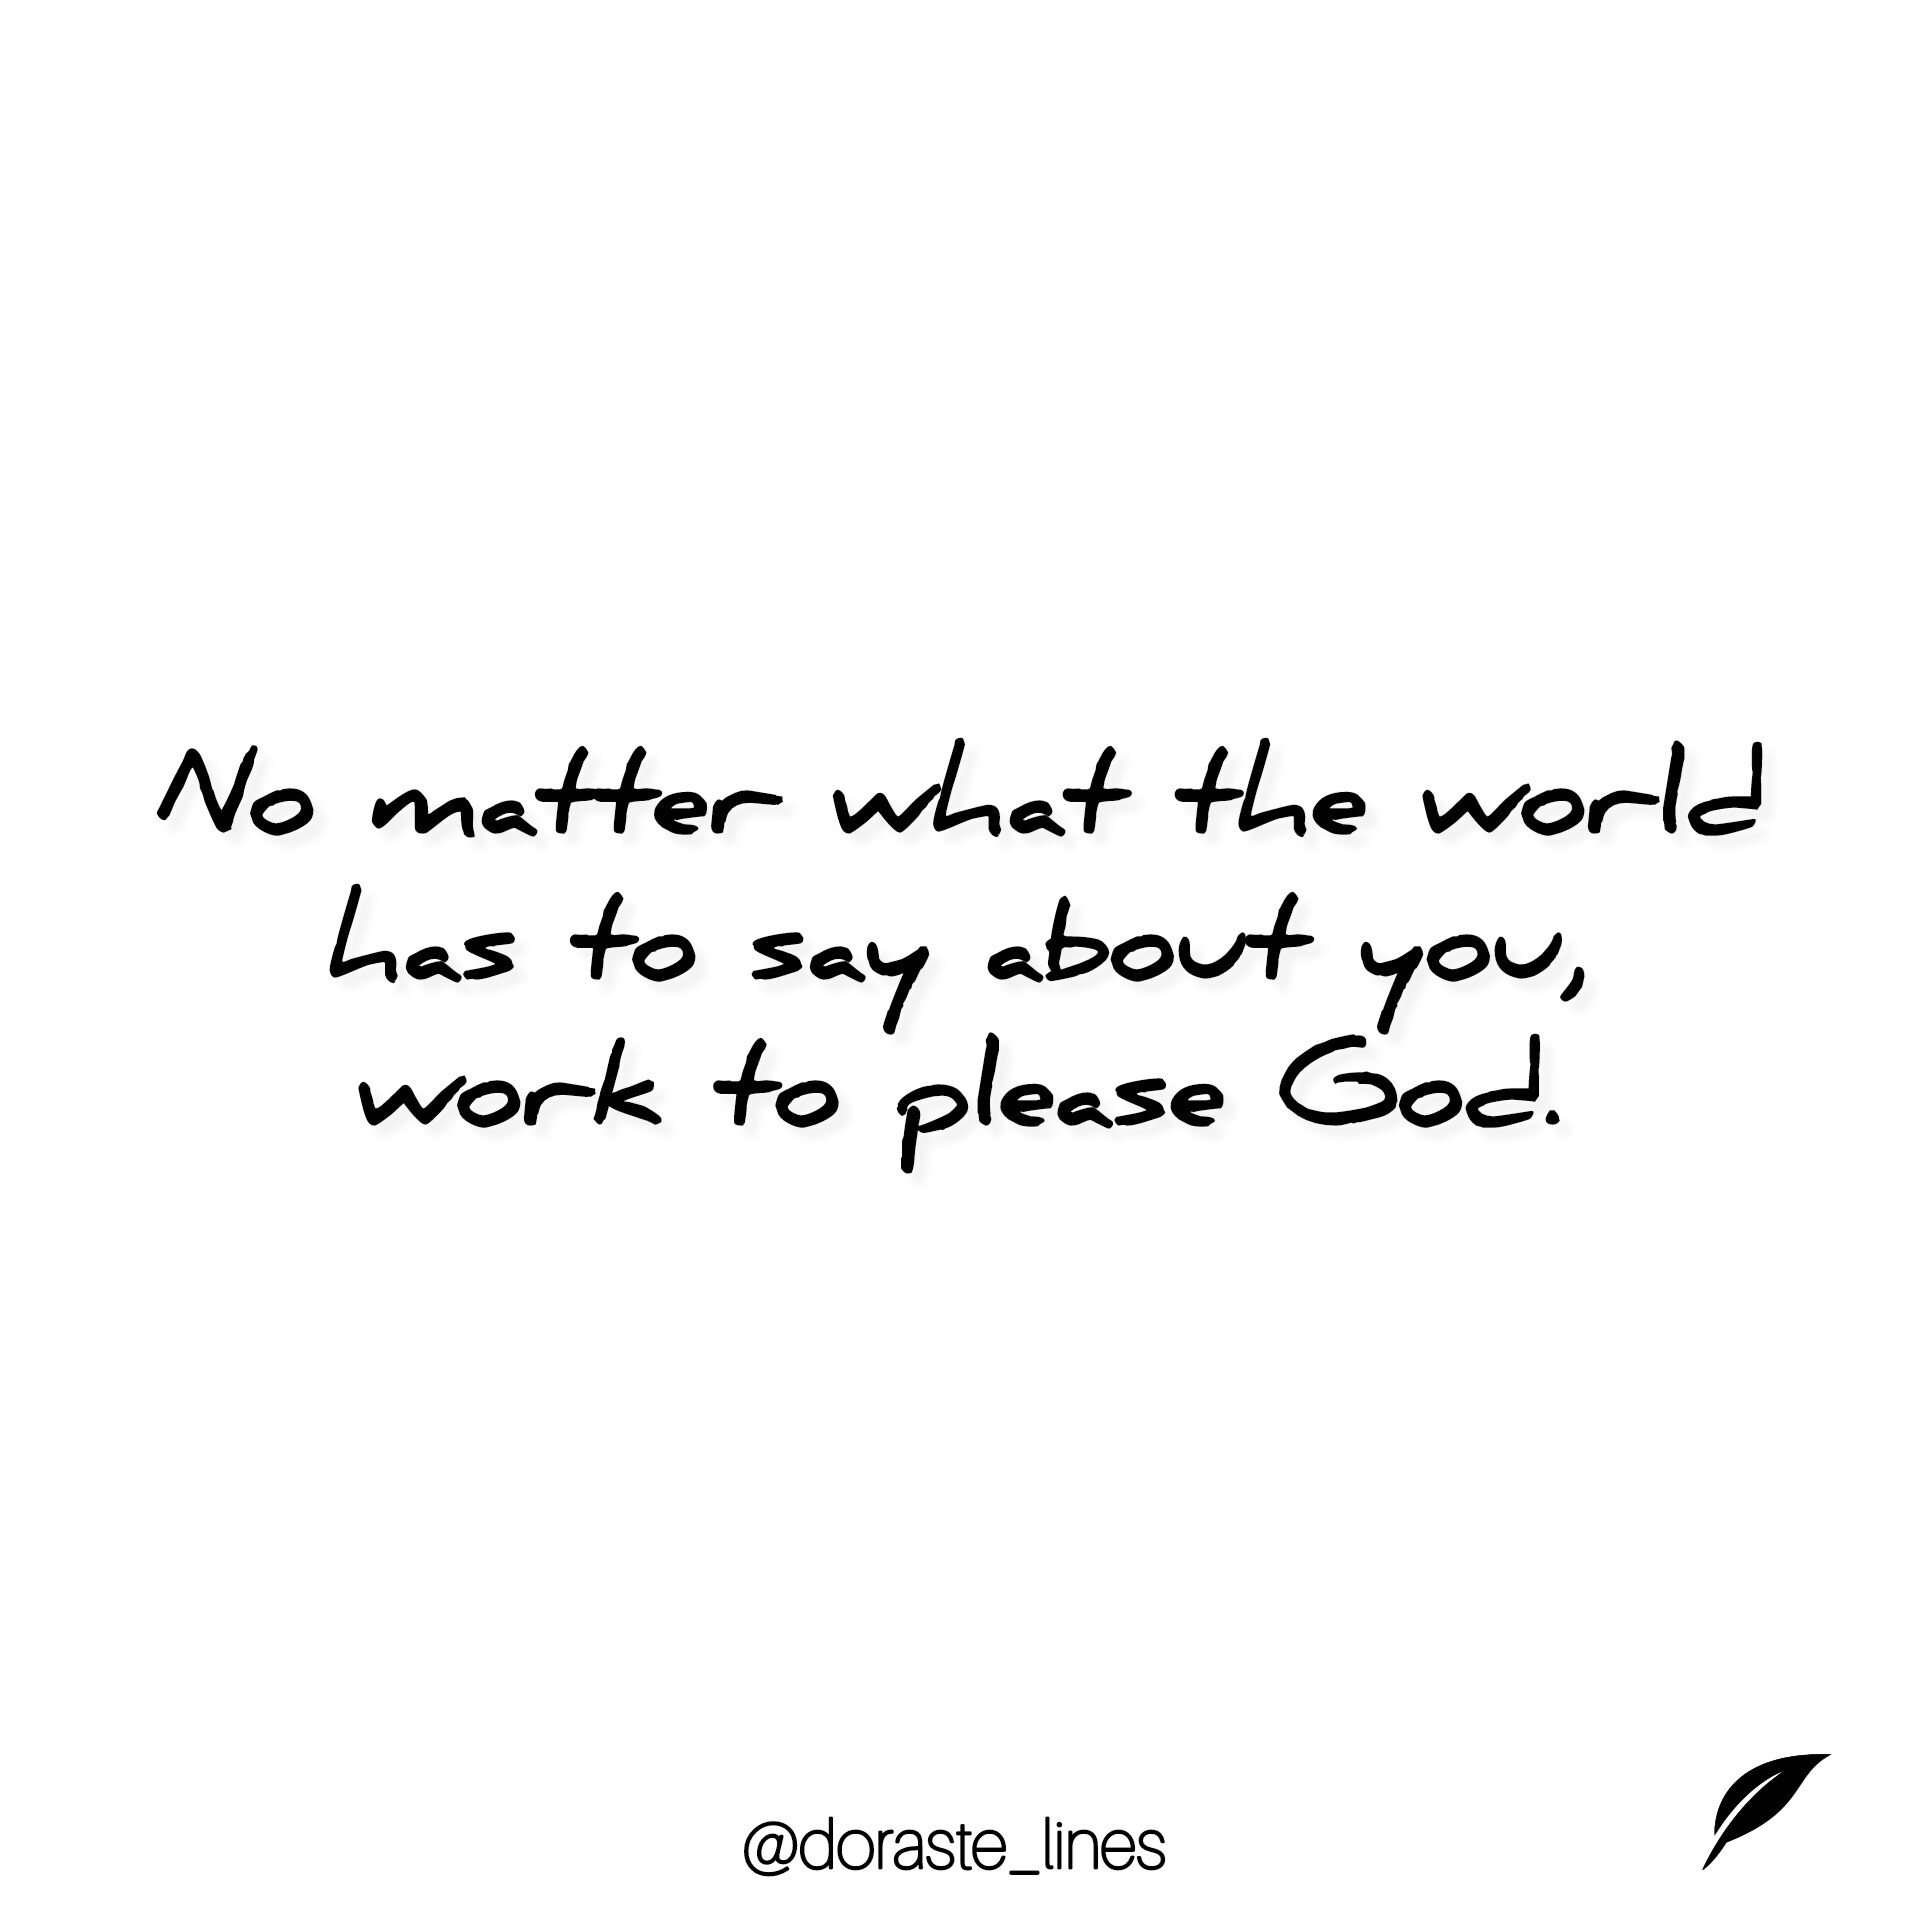 No matter what the world
has to say about you,
work to please God.
@doraste_lines